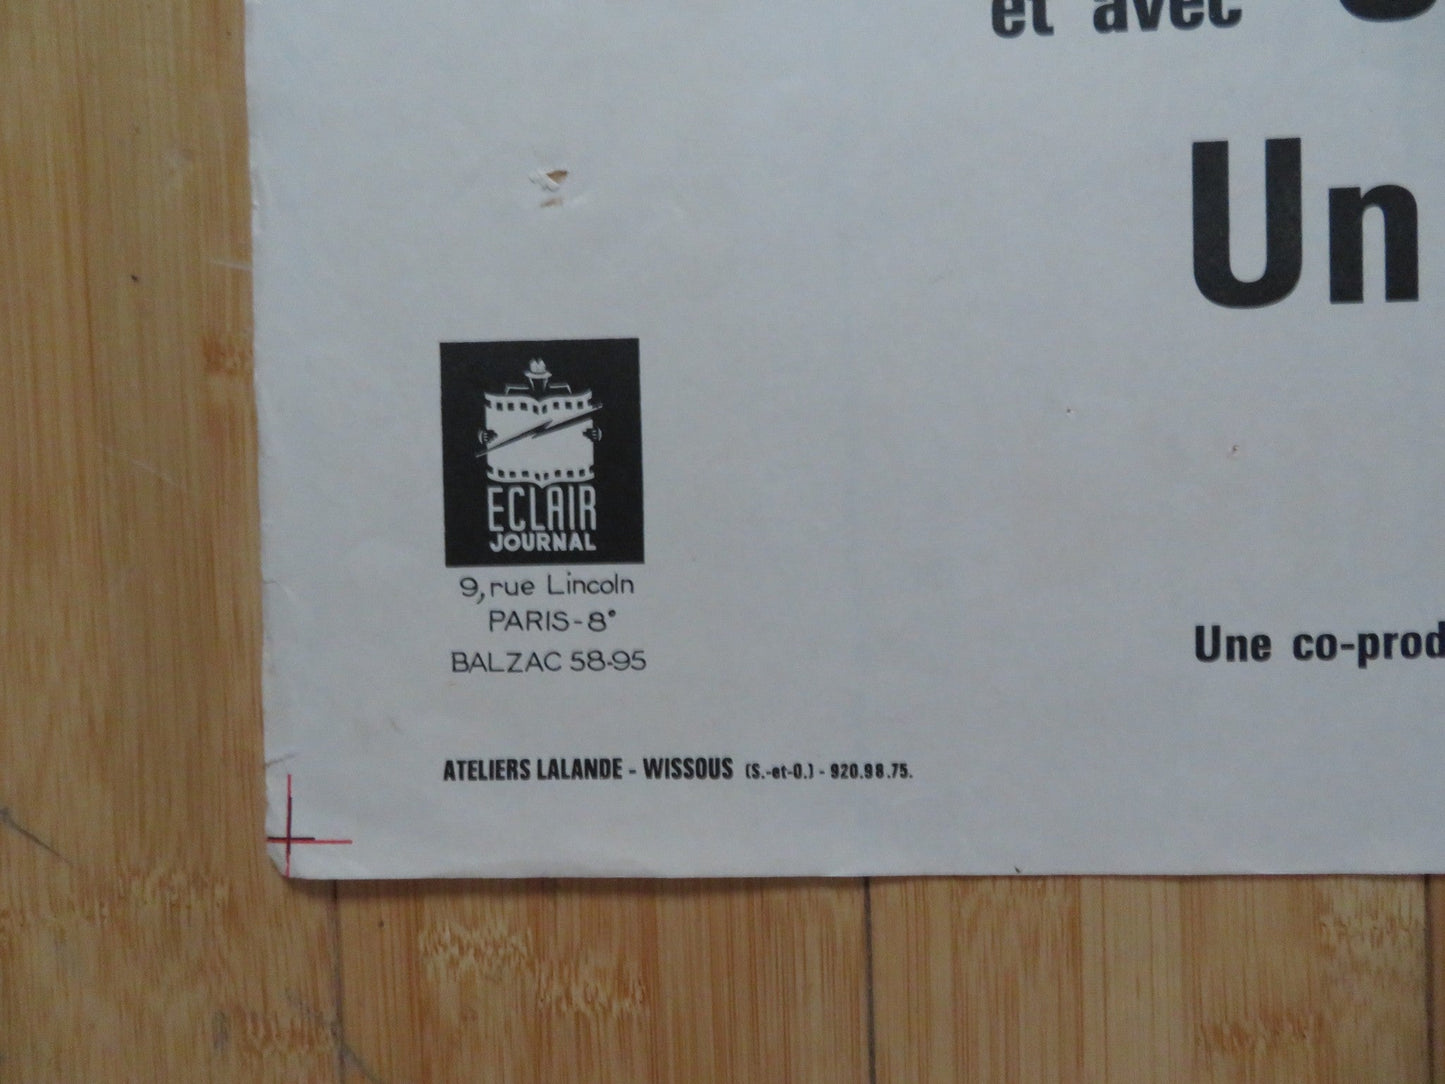 et avec
Un
ECLAIR
JOURNAL
9, rue Lincoln
PARIS-8e
BALZAC 58-95
Une co-prod
ATELIERS LALANDE - WISSOUS (S.-et-O.) - 920.98.75.